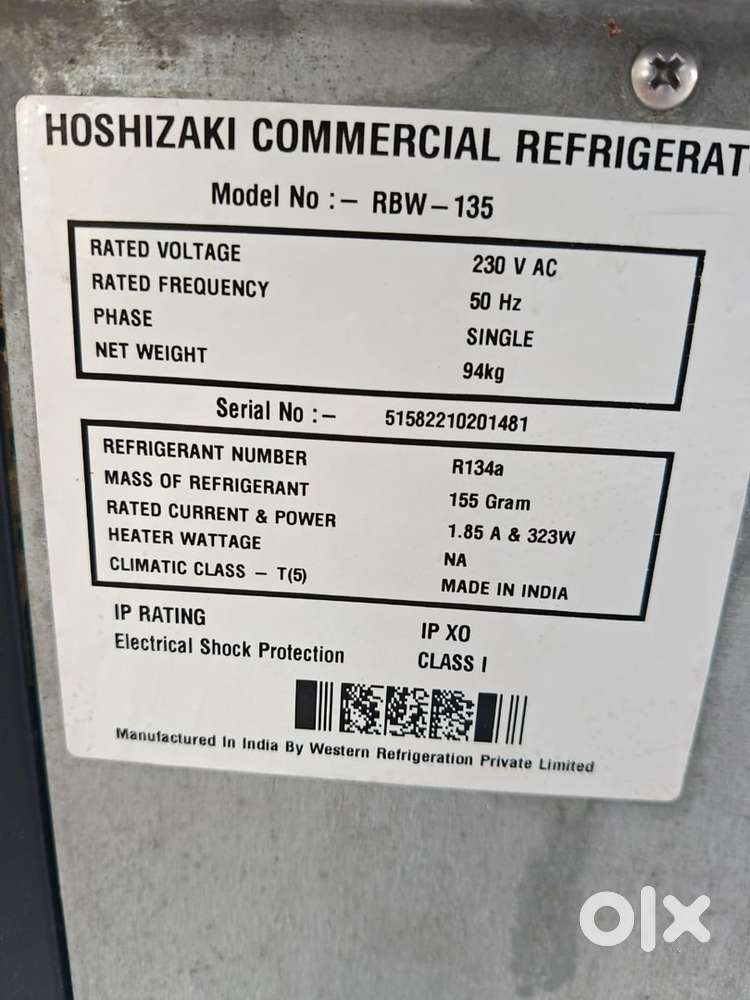 HOSHIZAKI COMMERCIAL REFRIGERAT
Model No :- RBW-135
RATED VOLTAGE 230 V AC
RATED FREQUENCY 50 Hz
PHASE SINGLE
NET WEIGHT 94kg
Serial No :- 51582210201481
REFRIGERANT NUMBER R134a
MASS OF REFRIGERANT 155 Gram
RATED CURRENT & POWER 1.85 A & 323W
HEATER WATTAGE NA
CLIMATIC CLASS - T(5) MADE IN INDIA
IP RATING IP XO
Electrical Shock Protection CLASS I
Manufactured In India By Western Refrigeration Private Limited
olx